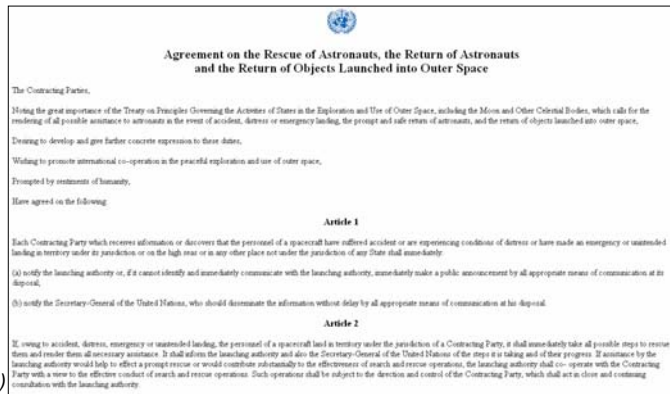 Agreement on the Rescue of Astronauts, the Return of Astronauts
and the Return of Objects Launched into Outer Space
The Contracting Parties,
Noting the great importance of the Treaty on Principles Governing the Activities of States in the Exploration and Use of Outer Space, including the Moon and Other Celestial Bodies, which calls for the
rendering of all possible assistance to astronauts in the event of accident, distress or emergency landing, the prompt and safe return of astronauts, and the return of objects launched into outer space,
Desiring to develop and give further concrete expression to these duties,
Wishing to promote international co-operation in the peaceful exploration and use of outer space,
Prompted by sentiments of humanity,
Have agreed on the following:
Article 1
Each Contracting Party which receives information or discovers that the personnel of a spacecraft have suffered accident or are experiencing conditions of distress or have made an emergency or unintended
landing in territory under its jurisdiction or on the high seas or in any other place not under the jurisdiction of any State shall immediately:
(a) notify the launching authority or, if it cannot identify and immediately communicate with the launching authority, immediately make a public announcement by all appropriate means of communication at its
disposal,
(b) notify the Secretary-General of the United Nations, who should disseminate the information without delay by all appropriate means of communication at his disposal.
Article 2
If, owing to accident, distress, emergency or unintended landing, the personnel of a spacecraft land in territory under the jurisdiction of a Contracting Party, it shall immediately take all possible steps to rescue
them and render them all necessary assistance. It shall inform the launching authority and also the Secretary-General of the United Nations of the steps it is taking and of their progress. If assistance by the
launching authority would help to effect a prompt rescue or would contribute substantially to the effectiveness of search and rescue operations, the launching authority shall co- operate with the Contracting
Party with a view to the effective conduct of search and rescue operations. Such operations shall be subject to the direction and control of the Contracting Party, which shall act in close and continuing
)
consultation with the launching authority.